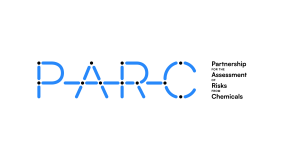 PARC
Partnership
FOR THE
Assessment
OF
Risks
FROM
Chemicals